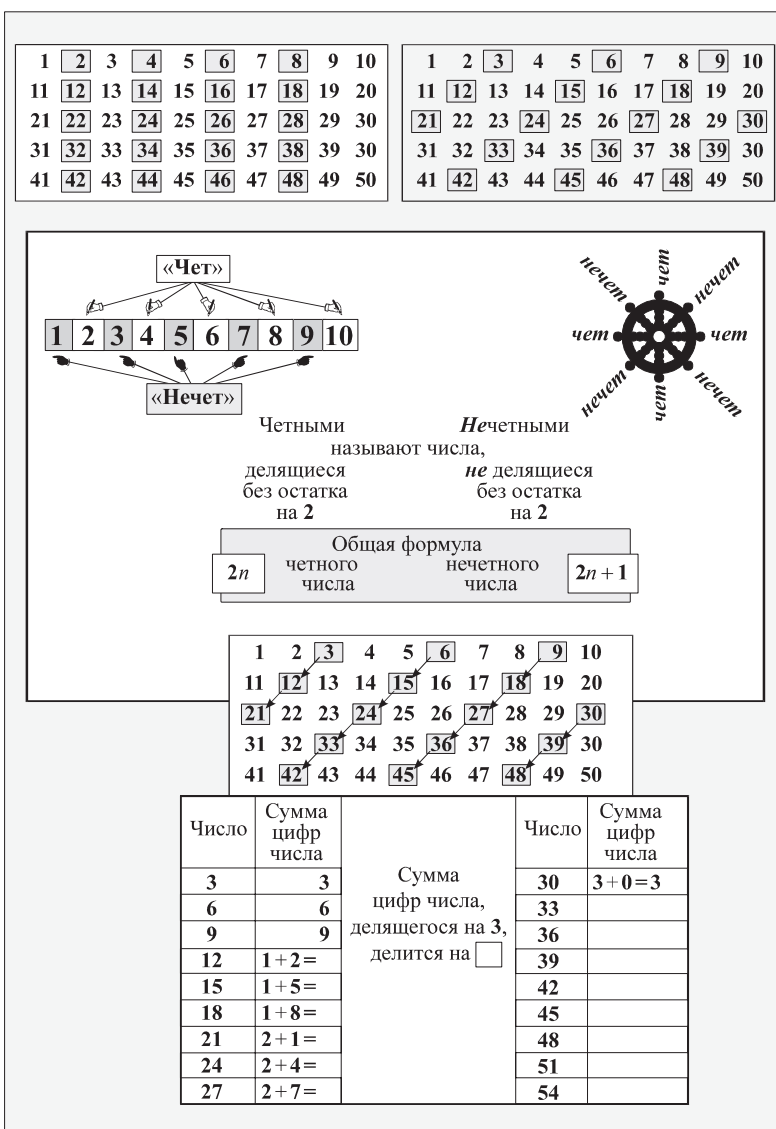 1 2 3 4 5 6 7 8 9 10
11 12 13 14 15 16 17 18 19 20
21 22 23 24 25 26 27 28 29 30
31 32 33 34 35 36 37 38 39 30
41 42 43 44 45 46 47 48 49 50
1 2 3 4 5 6 7 8 9 10
11 12 13 14 15 16 17 18 19 20
21 22 23 24 25 26 27 28 29 30
31 32 33 34 35 36 37 38 39 30
41 42 43 44 45 46 47 48 49 50
«Чет»
1 2 3 4 5 6 7 8 9 10
«Нечет»
чет
нечет
чет
нечет
чет
нечет
чет
нечет
Четными Нечетными
называют числа,
делящиеся не делящиеся
без остатка без остатка
на 2 на 2
Общая формула
2n четного нечетного 2n + 1
числа числа
1 2 3 4 5 6 7 8 9 10
11 12 13 14 15 16 17 18 19 20
21 22 23 24 25 26 27 28 29 30
31 32 33 34 35 36 37 38 39 30
41 42 43 44 45 46 47 48 49 50
Число
Сумма
цифр
числа
3 3
6 6
9 9
12 1+2=
15 1+5=
18 1+8=
21 2+1=
24 2+4=
27 2+7=
Сумма
цифр числа,
делящегося на 3,
делится на
Число
Сумма
цифр
числа
30 3+0=3
33
36
39
42
45
48
51
54